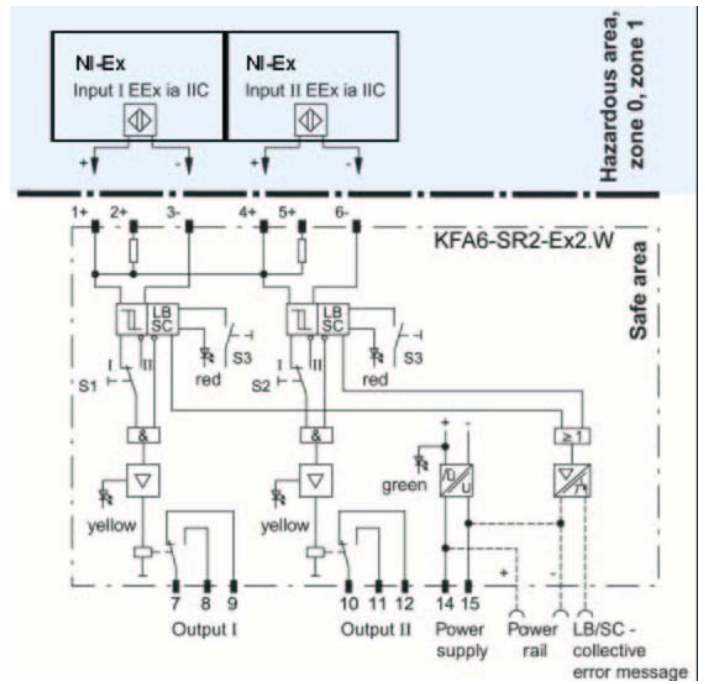 NI-Ex
Input I EEx ia IIC
NI-Ex
Input II EEx ia IIC
Hazardous area,
zone 0, zone 1
+
-
+
-
1+ 2+ 3- 4+ 5+ 6-
KFA6-SR2-Ex2.W
Safe area
LB
SC
LB
SC
I II
S1
red
S3
I II
S2
red
S3
&
&
≥1
+ -
green
U
U
yellow
yellow
+ -
7 8 9
10 11 12
14 15
Output I
Output II
Power
supply
Power
rail
LB/SC -
collective
error message